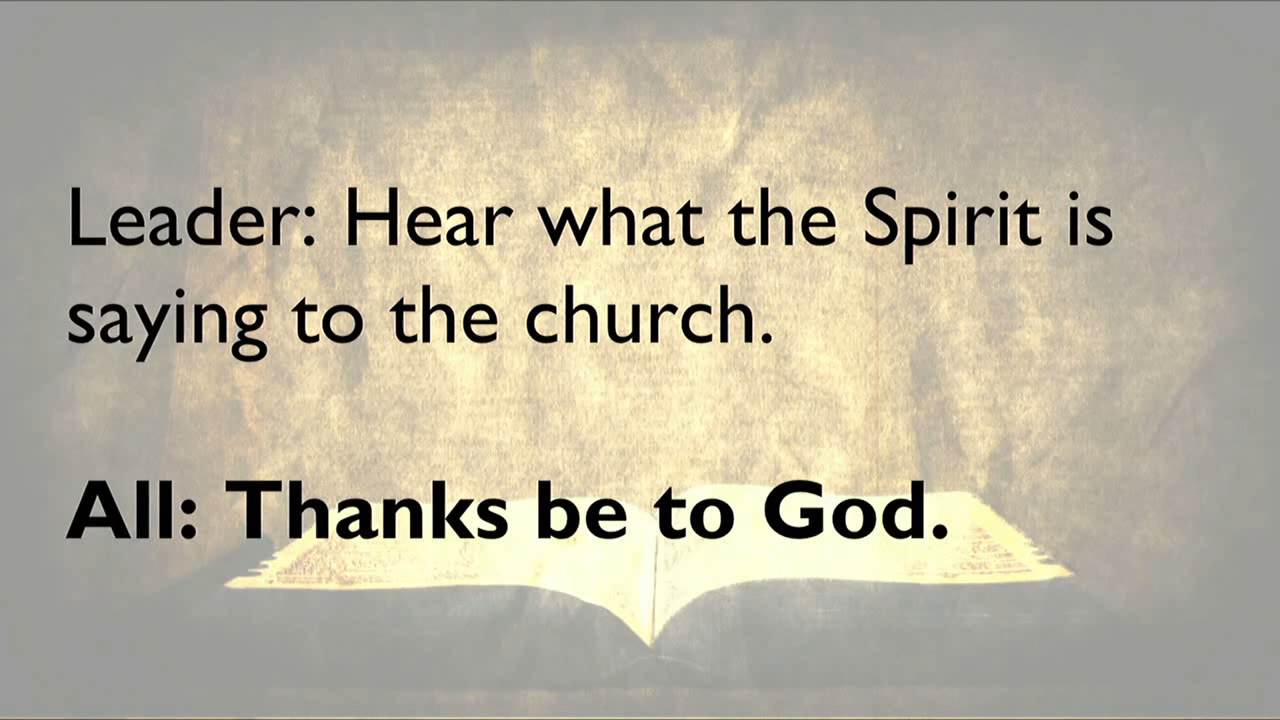 Leader: Hear what the Spirit is
saying to the church.
All: Thanks be to God.